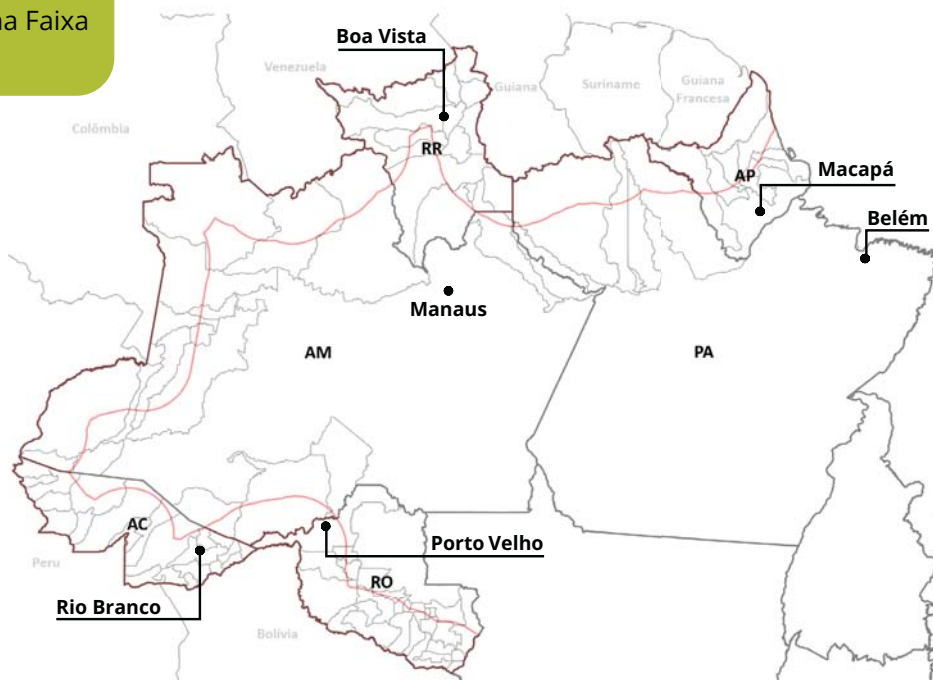 na Faixa
Boa Vista
Venezuela
Guiana
Suriname
Guiana
Francesa
Colômbia
RR
AP
Macapá
Belém
Manaus
AM
PA
AC
Porto Velho
Peru
RO
Rio Branco
Bolívia